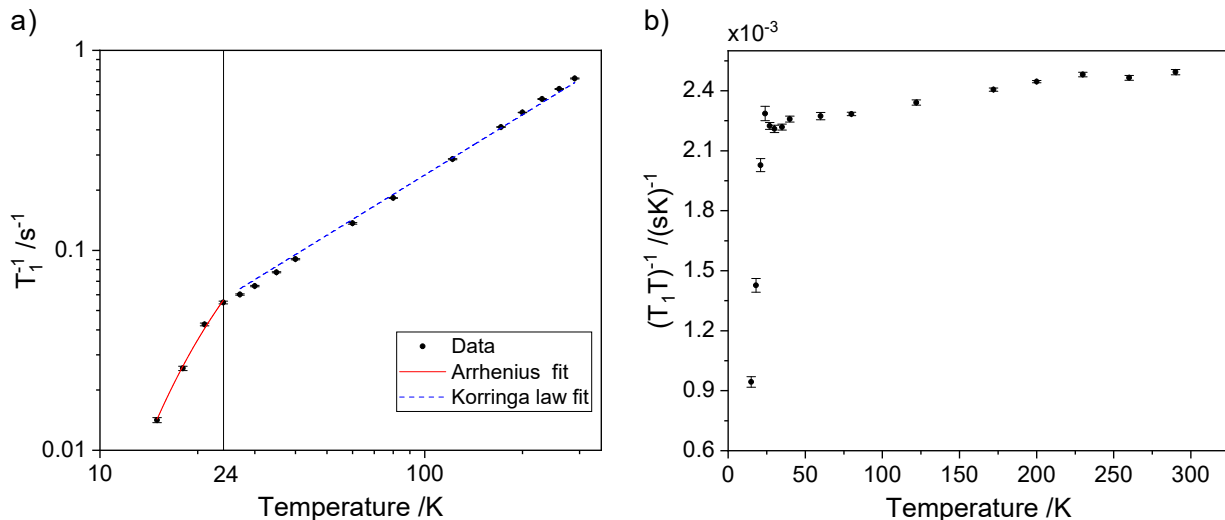 a)
1
0.1
0.01
T₁⁻¹ /s⁻¹
10
24
100
Temperature /K
Data
Arrhenius fit
Korringa law fit
b)
x10⁻³
2.4
2.1
1.8
1.5
1.2
0.9
0.6
(T₁T)⁻¹ /(sK)⁻¹
0 50 100 150 200 250 300
Temperature /K